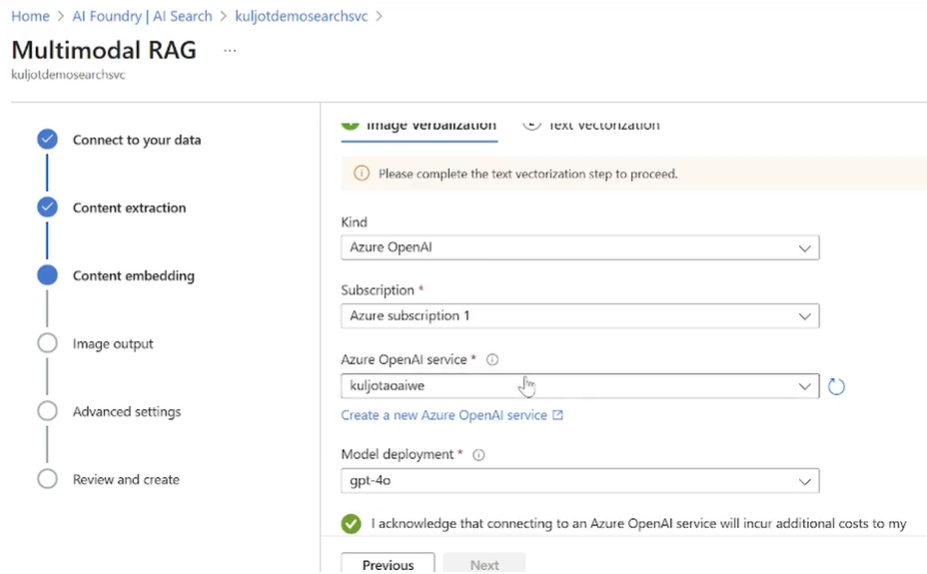 Home > AI Foundry | AI Search > kuljotdemosearchsvc >
Multimodal RAG ...
kuljotdemosearchsvc
Connect to your data
Content extraction
Content embedding
Image output
Advanced settings
Review and create
Image verbalization
Text vectorization
Please complete the text vectorization step to proceed.
Kind
Azure OpenAI
Subscription *
Azure subscription 1
Azure OpenAI service *
kuljotaoaiwe
Create a new Azure OpenAI service
Model deployment *
gpt-4o
I acknowledge that connecting to an Azure OpenAI service will incur additional costs to my
Previous
Next